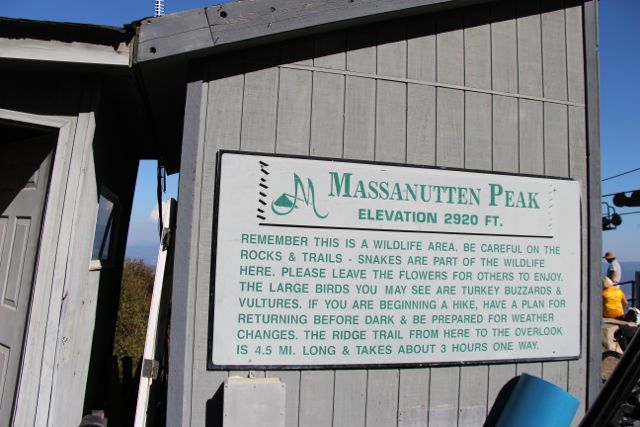 MASSANUTTEN PEAK
ELEVATION 2920 FT.
REMEMBER THIS IS A WILDLIFE AREA. BE CAREFUL ON THE
ROCKS & TRAILS - SNAKES ARE PART OF THE WILDLIFE
HERE. PLEASE LEAVE THE FLOWERS FOR OTHERS TO ENJOY.
THE LARGE BIRDS YOU MAY SEE ARE TURKEY BUZZARDS &
VULTURES. IF YOU ARE BEGINNING A HIKE, HAVE A PLAN FOR
RETURNING BEFORE DARK & BE PREPARED FOR WEATHER
CHANGES. THE RIDGE TRAIL FROM HERE TO THE OVERLOOK
IS 4.5 MI. LONG & TAKES ABOUT 3 HOURS ONE WAY.